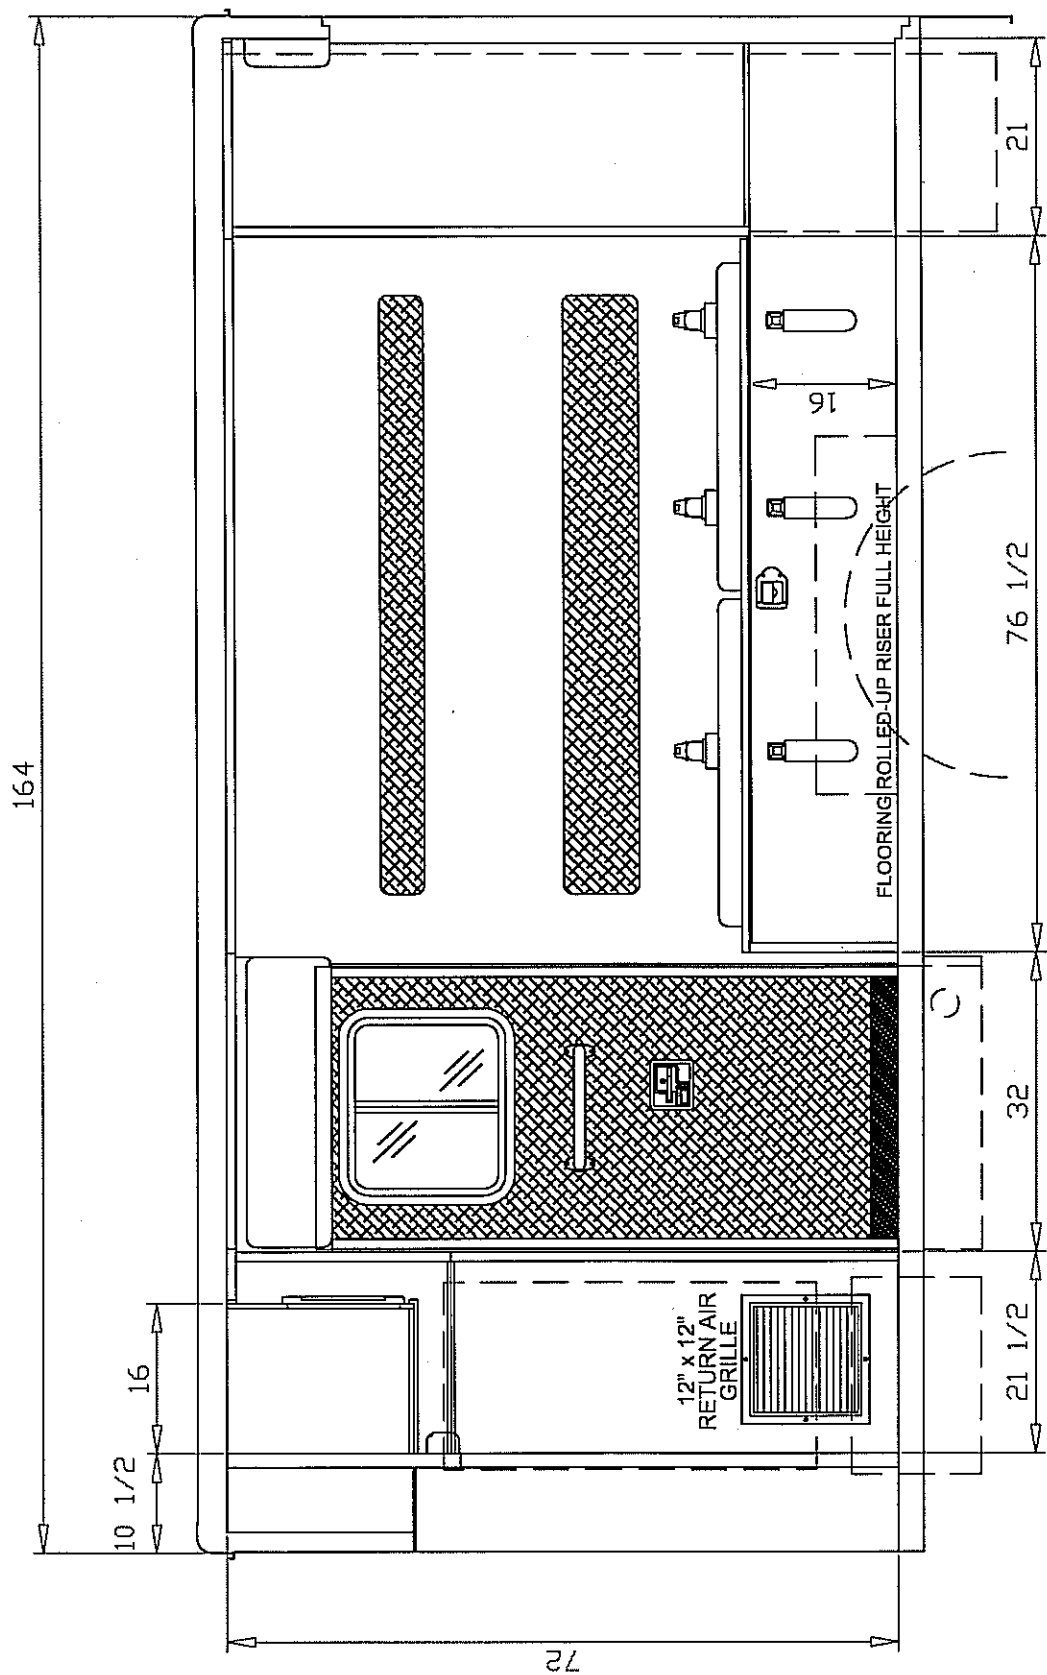 164
10 1/2
16
72
12" x 12"
RETURN AIR
GRILLE
16
FLOORING ROLLED-UP RISER FULL HEIGHT
21 1/2
32
76 1/2
21